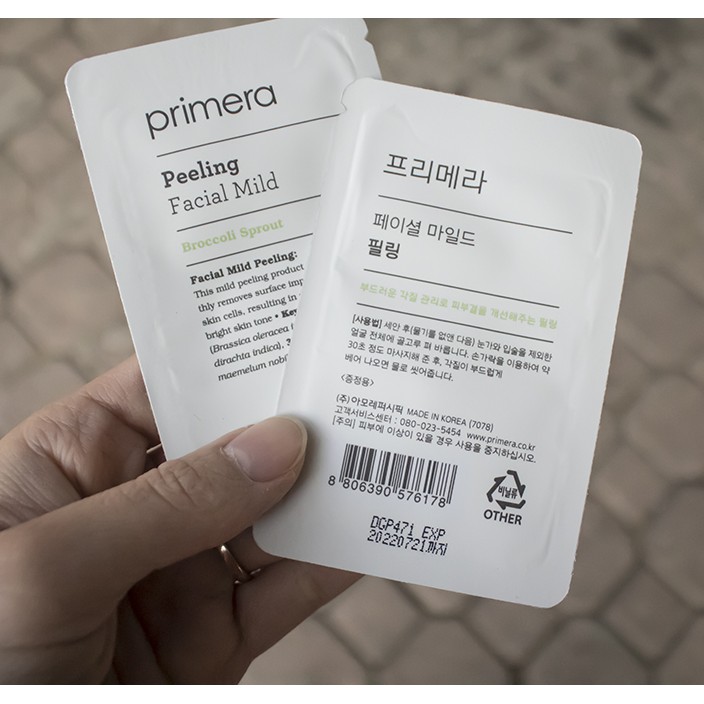 primera
Peeling
Facial Mild
Broccoli Sprout
Facial Mild Peeling:
This mild peeling product
thly removes surface imp
skin cells, resulting in
bright skin tone • Key
(Brassica oleracea (
dirachta indica), 3
maemelum nobi
프리메라
페이셜 마일드
필링
부드러운 각질 관리로 피부결을 개선해주는 필링
[사용법] 세안 후(물기를 없앤 다음) 눈가와 입술을 제외한
얼굴 전체에 골고루 펴 바릅니다. 손가락을 이용하여 약
30초 정도 마사지해 준 후, 각질이 부드럽게
베어 나오면 물로 씻어줍니다.
<증정용>
(주)아모레퍼시픽 MADE IN KOREA (7078)
고객서비스센터 : 080-023-5454 www.primera.co.kr
[주의] 피부에 이상이 있을 경우 사용을 중지하십시오.
8 806390 576178
비닐류
OTHER
DGP471 EXP
20220721까지